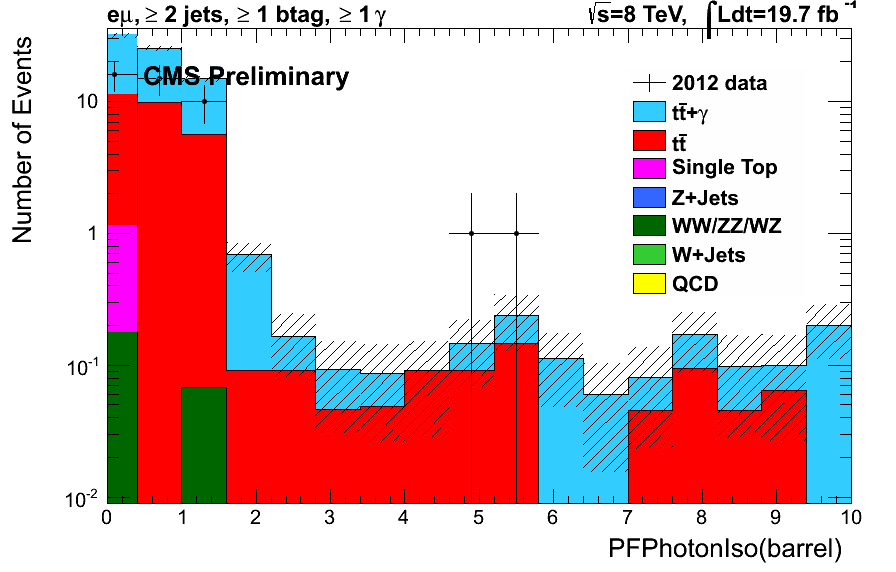 eμ, ≥ 2 jets, ≥ 1 btag, ≥ 1 γ
√s=8 TeV, ∫Ldt=19.7 fb⁻¹
CMS Preliminary
2012 data
tt̄+γ
tt̄
Single Top
Z+Jets
WW/ZZ/WZ
W+Jets
QCD
Number of Events
10
1
10⁻¹
10⁻²
0 1 2 3 4 5 6 7 8 9 10
PFPhotonIso(barrel)